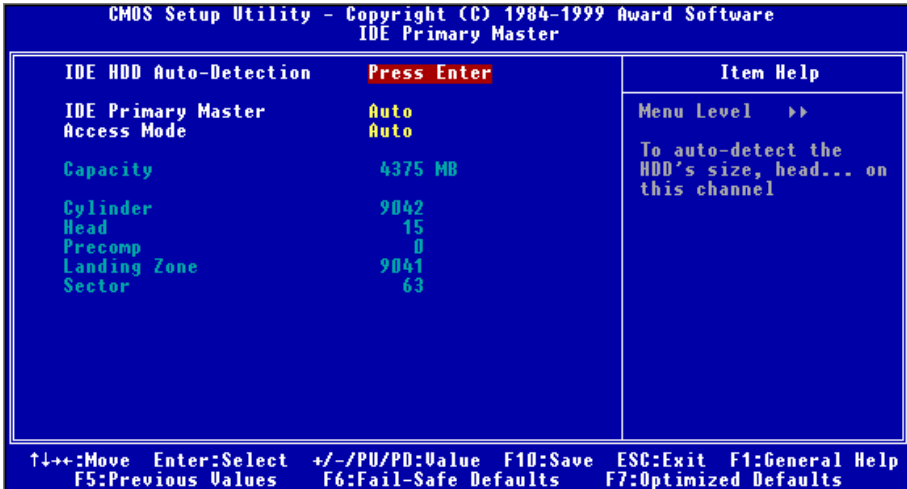 CMOS Setup Utility - Copyright (C) 1984-1999 Award Software
IDE Primary Master
IDE HDD Auto-Detection Press Enter
IDE Primary Master Auto
Access Mode Auto
Capacity 4375 MB
Cylinder 9042
Head 15
Precomp 0
Landing Zone 9041
Sector 63
Item Help
Menu Level ▸▸
To auto-detect the
HDD's size, head... on
this channel
↑↓→←:Move Enter:Select +/-/PU/PD:Value F10:Save ESC:Exit F1:General Help
F5:Previous Values F6:Fail-Safe Defaults F7:Optimized Defaults